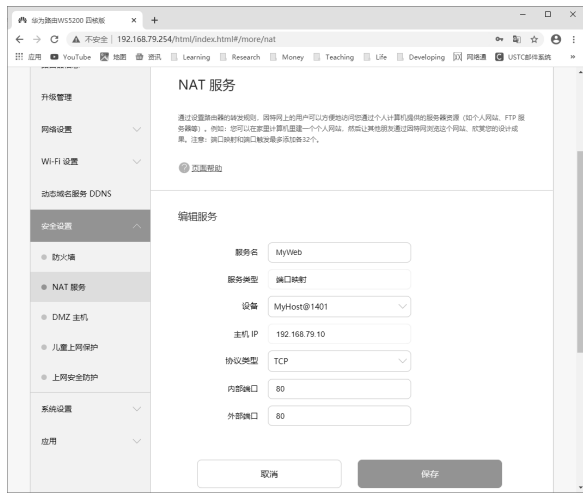 华为路由WS5200 四核版
不安全 | 192.168.79.254/html/index.html#/more/nat
应用 YouTube 地图 资讯 Learning Research Money Teaching Life Developing 网络通 USTC邮件系统 »
升级管理
网络设置
Wi-Fi 设置
动态域名服务 DDNS
安全设置
防火墙
NAT 服务
DMZ 主机
儿童上网保护
上网安全防护
系统设置
应用
NAT 服务
通过设置路由器的转发规则，因特网上的用户可以方便地访问您通过个人计算机提供的服务器资源（如个人网站、FTP 服
务器等）。例如：您可以在家里计算机里建一个个人网站，然后让其他朋友通过因特网浏览这个网站，欣赏您的设计成
果。注意：端口映射和端口触发最多添加各32个。
页面帮助
编辑服务
服务名 MyWeb
服务类型 端口映射
设备 MyHost@1401
主机 IP 192.168.79.10
协议类型 TCP
内部端口 80
外部端口 80
取消 保存